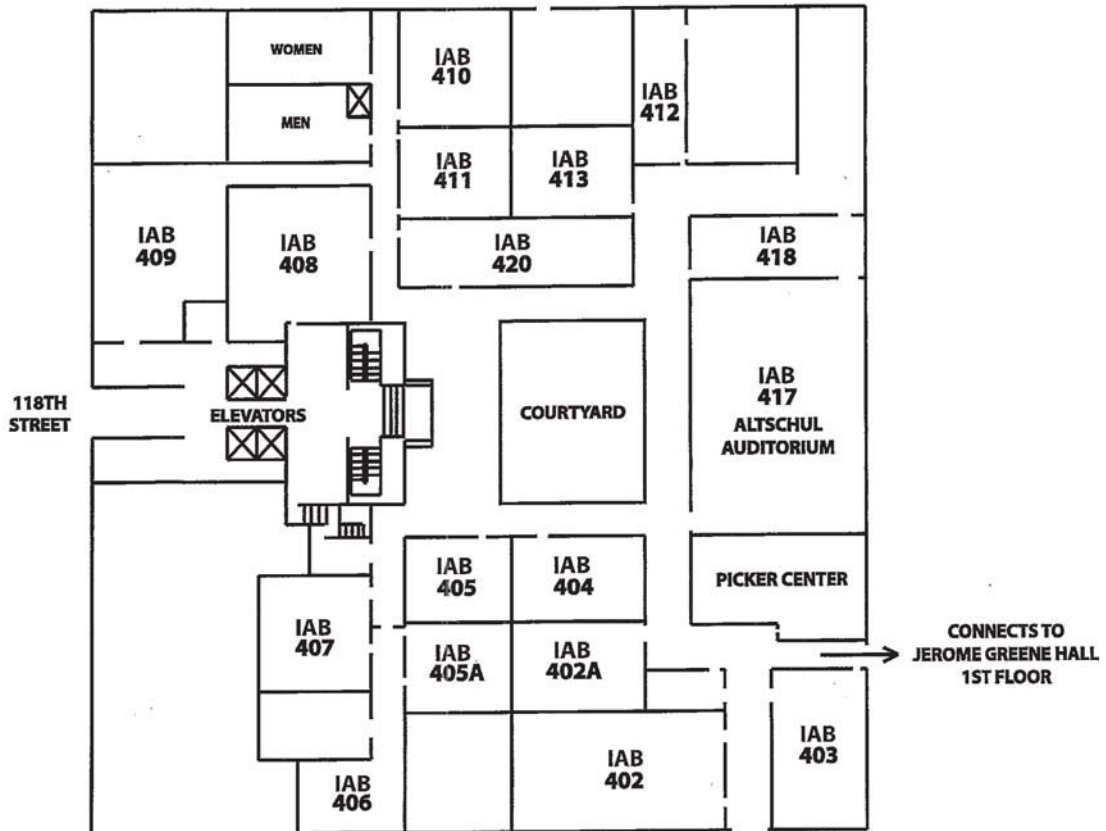 WOMEN
MEN
IAB
410
IAB
412
IAB
411
IAB
413
IAB
409
IAB
408
IAB
420
IAB
418
118TH
STREET
ELEVATORS
COURTYARD
IAB
417
ALTSCHUL
AUDITORIUM
IAB
405
IAB
404
PICKER CENTER
IAB
407
IAB
405A
IAB
402A
CONNECTS TO
JEROME GREENE HALL
1ST FLOOR
IAB
406
IAB
402
IAB
403